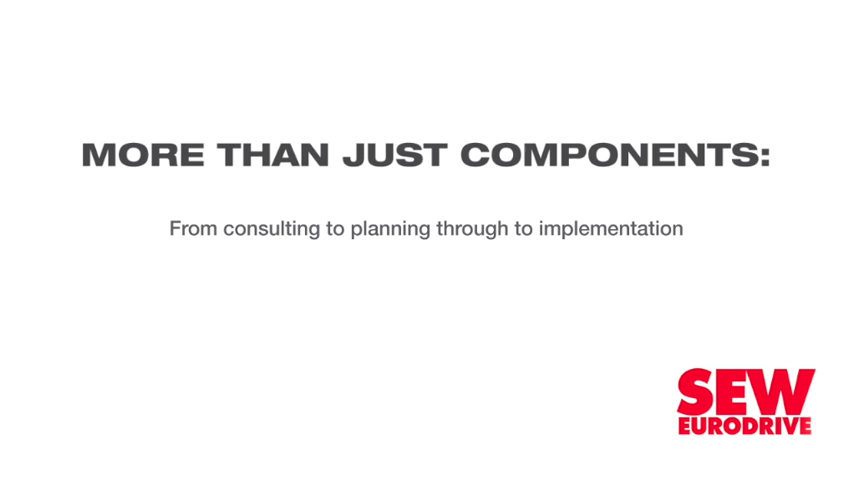 MORE THAN JUST COMPONENTS:
From consulting to planning through to implementation
SEW
EURODRIVE